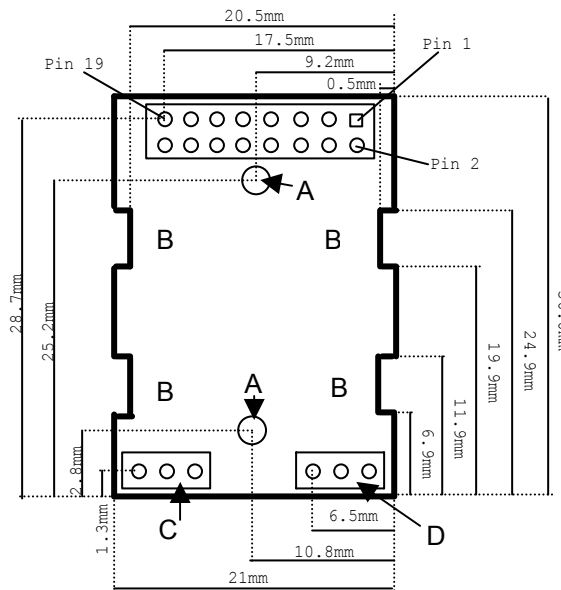 20.5mm
17.5mm
Pin 1
Pin 19
9.2mm
0.5mm
Pin 2
A
B
B
28.7mm
25.2mm
24.9mm
19.9mm
A
B
B
11.9mm
6.9mm
2.8mm
1.3mm
C
6.5mm
D
10.8mm
21mm